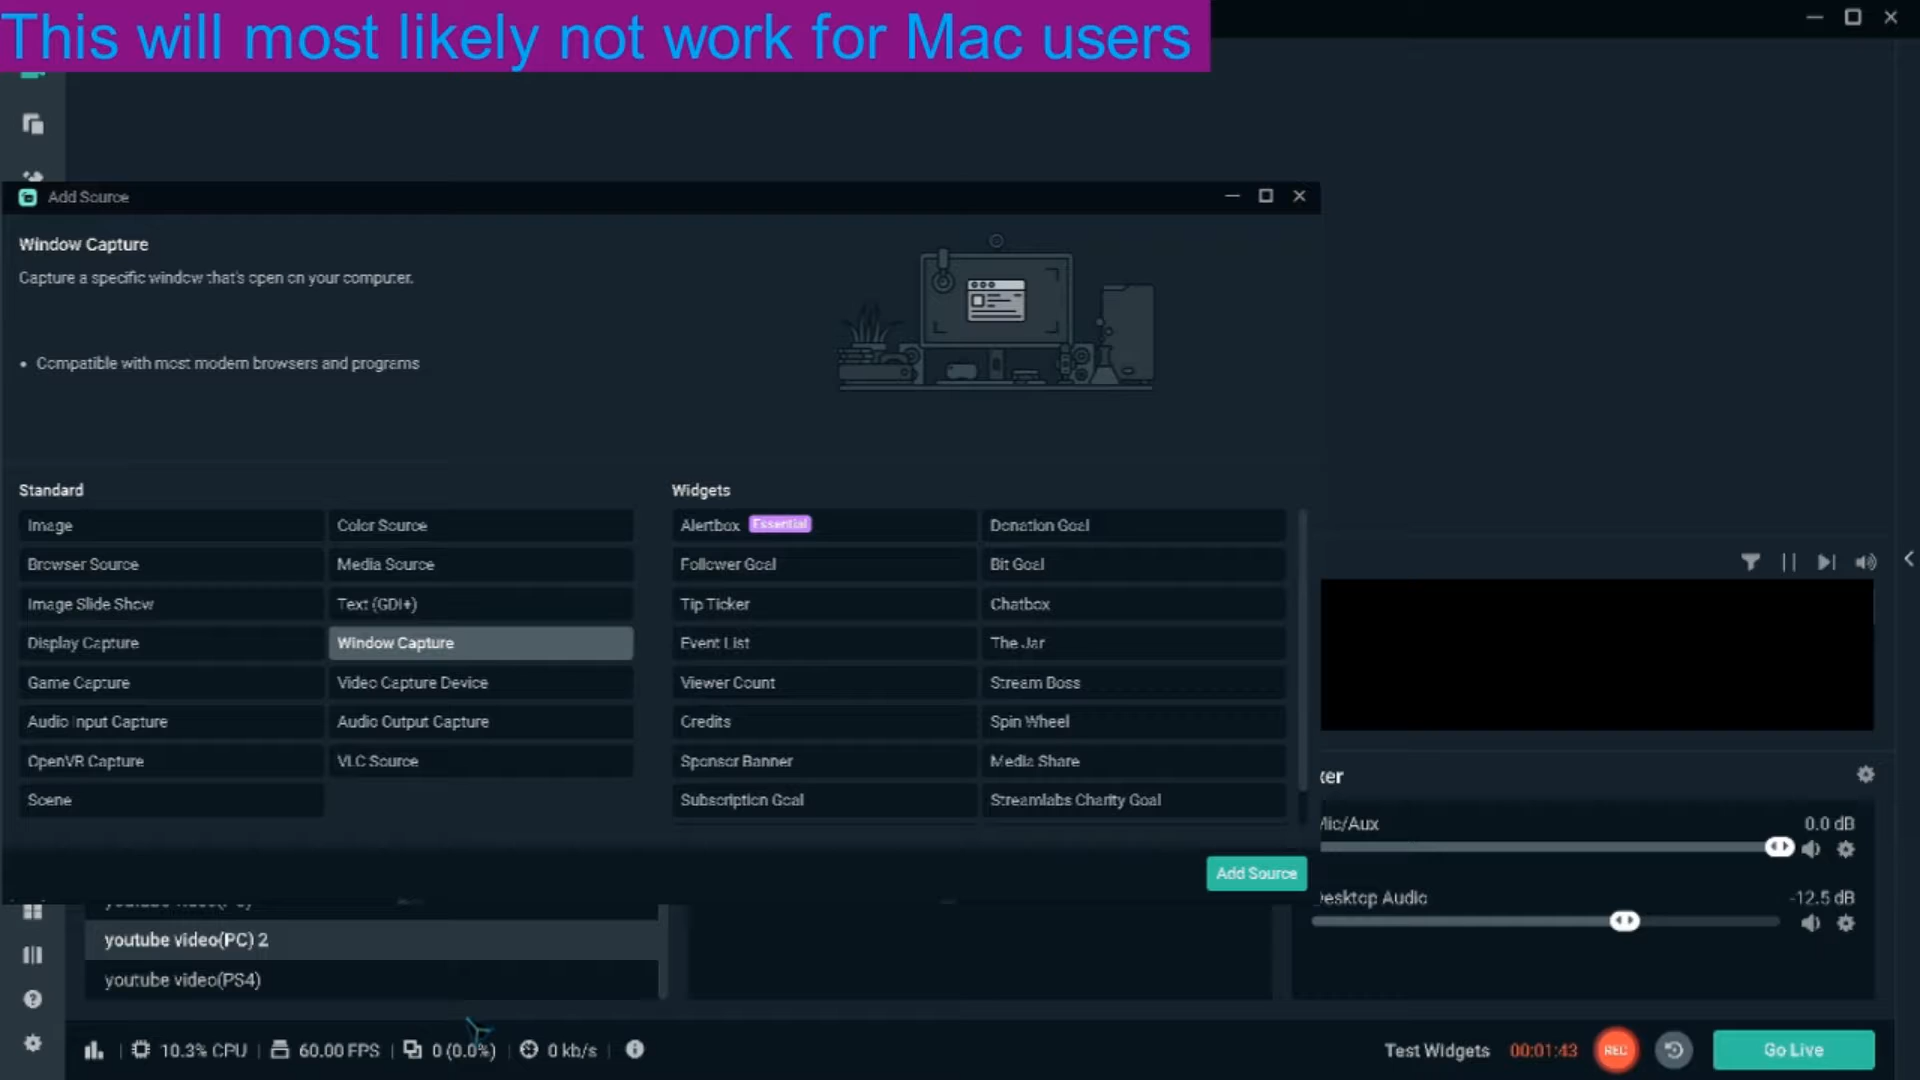 This will most likely not work for Mac users
Add Source
Window Capture
Capture a specific window that's open on your computer.
• Compatible with most modern browsers and programs
Standard
Widgets
Image
Color Source
Alertbox Essential
Donation Goal
Browser Source
Media Source
Follower Goal
Bit Goal
Image Slide Show
Text (GDI+)
Tip Ticker
Chatbox
Display Capture
Window Capture
Event List
The Jar
Game Capture
Video Capture Device
Viewer Count
Stream Boss
Audio Input Capture
Audio Output Capture
Credits
Spin Wheel
OpenVR Capture
VLC Source
Sponsor Banner
Media Share
Scene
Subscription Goal
Streamlabs Charity Goal
Add Source
xer
Mic/Aux
0.0 dB
Desktop Audio
-12.5 dB
youtube video(PC) 2
youtube video(PS4)
10.3% CPU
60.00 FPS
0 (0.0%)
0 kb/s
Test Widgets
00:01:43
REC
Go Live